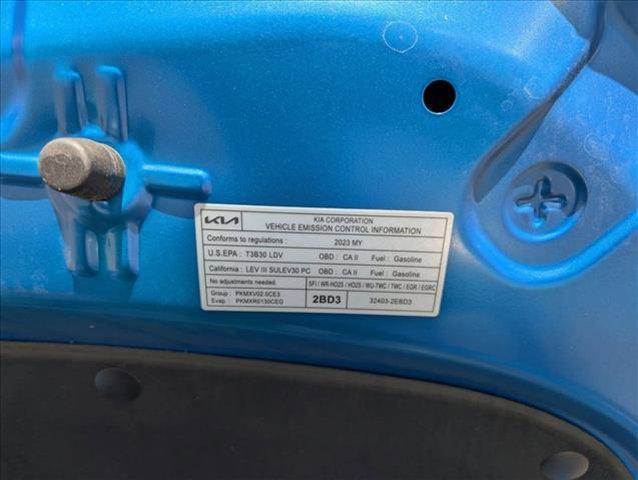 KIA KIA CORPORATION
VEHICLE EMISSION CONTROL INFORMATION
Conforms to regulations : 2023 MY
U.S.EPA : T3B30 LDV OBD : CA II Fuel : Gasoline
California : LEV III SULEV30 PC OBD : CA II Fuel : Gasoline
No adjustments needed. SFI / WR-HO2S / HO2S / WU-TWC / TWC / EGR / EGRC
Group : PKMXV02.0CE3 2BD3 32403-2EBD3
Evap : PKMXR0130CEG